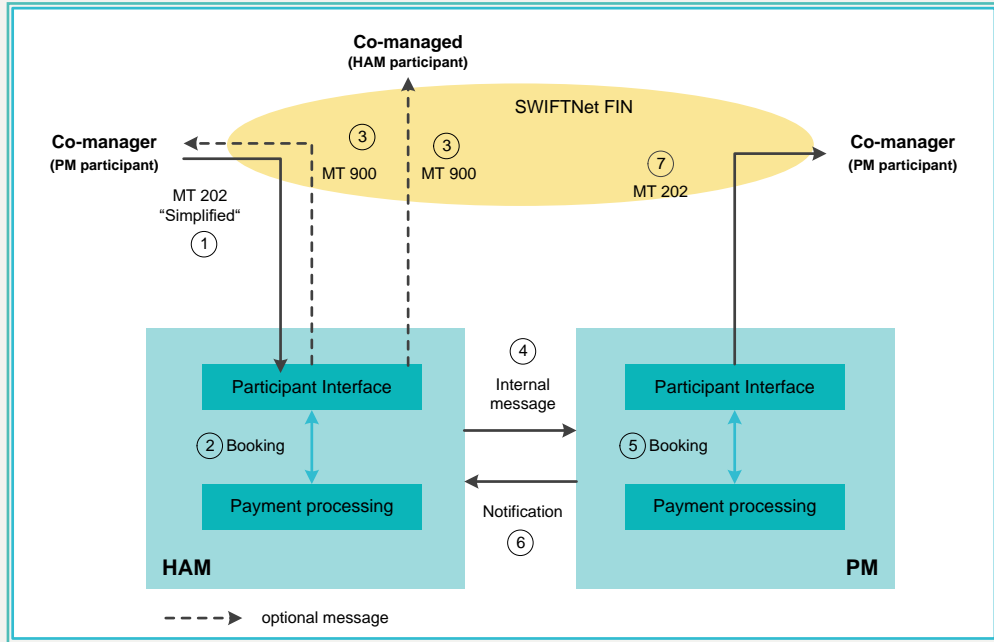 Co-managed
(HAM participant)
SWIFTNet FIN
Co-manager
(PM participant)
3
MT 900
3
MT 900
7
MT 202
Co-manager
(PM participant)
MT 202
“Simplified“
1
4
Internal
message
Participant Interface
Participant Interface
2 Booking
5 Booking
Payment processing
Payment processing
Notification
6
HAM
PM
optional message